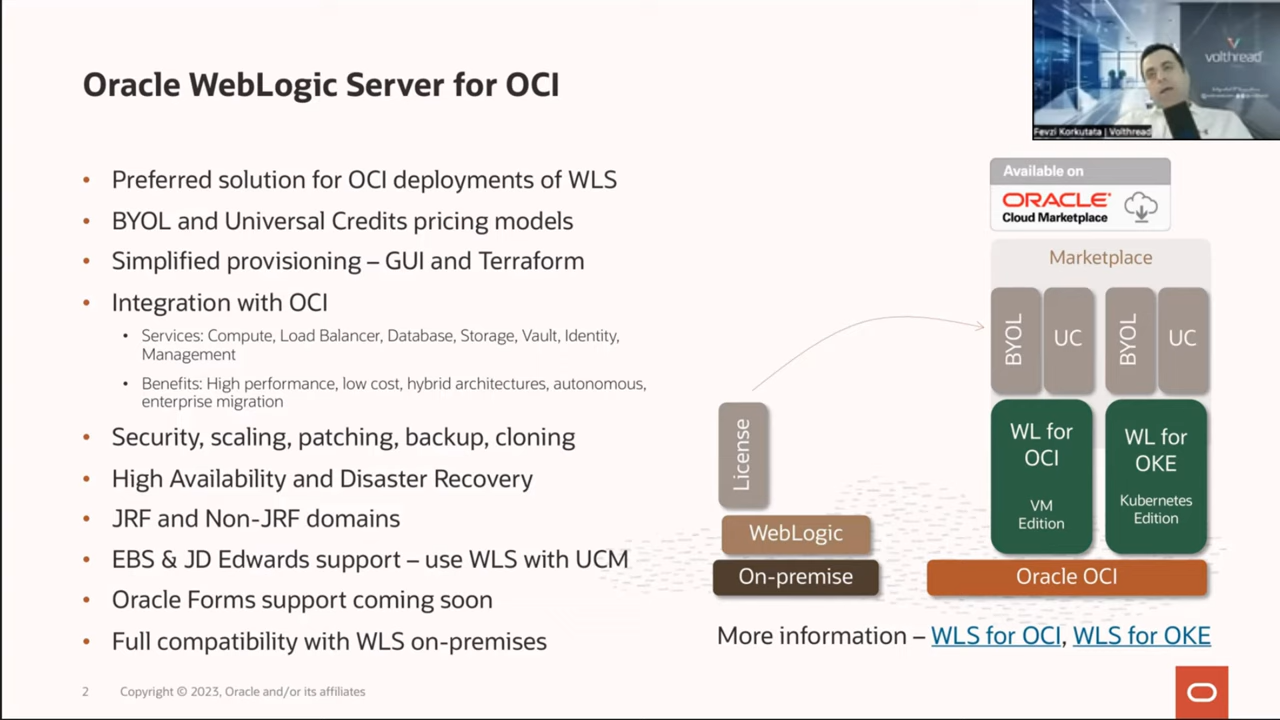 Oracle WebLogic Server for OCI
volthread
Fevzi Korkutata | Volthread
• Preferred solution for OCI deployments of WLS
• BYOL and Universal Credits pricing models
• Simplified provisioning – GUI and Terraform
• Integration with OCI
• Services: Compute, Load Balancer, Database, Storage, Vault, Identity,
Management
• Benefits: High performance, low cost, hybrid architectures, autonomous,
enterprise migration
• Security, scaling, patching, backup, cloning
• High Availability and Disaster Recovery
• JRF and Non-JRF domains
• EBS & JD Edwards support – use WLS with UCM
• Oracle Forms support coming soon
• Full compatibility with WLS on-premises
Available on
ORACLE
Cloud Marketplace
Marketplace
BYOL
UC
BYOL
UC
License
WL for
OCI
VM
Edition
WL for
OKE
Kubernetes
Edition
WebLogic
On-premise
Oracle OCI
More information – WLS for OCI, WLS for OKE
2
Copyright © 2023, Oracle and/or its affiliates